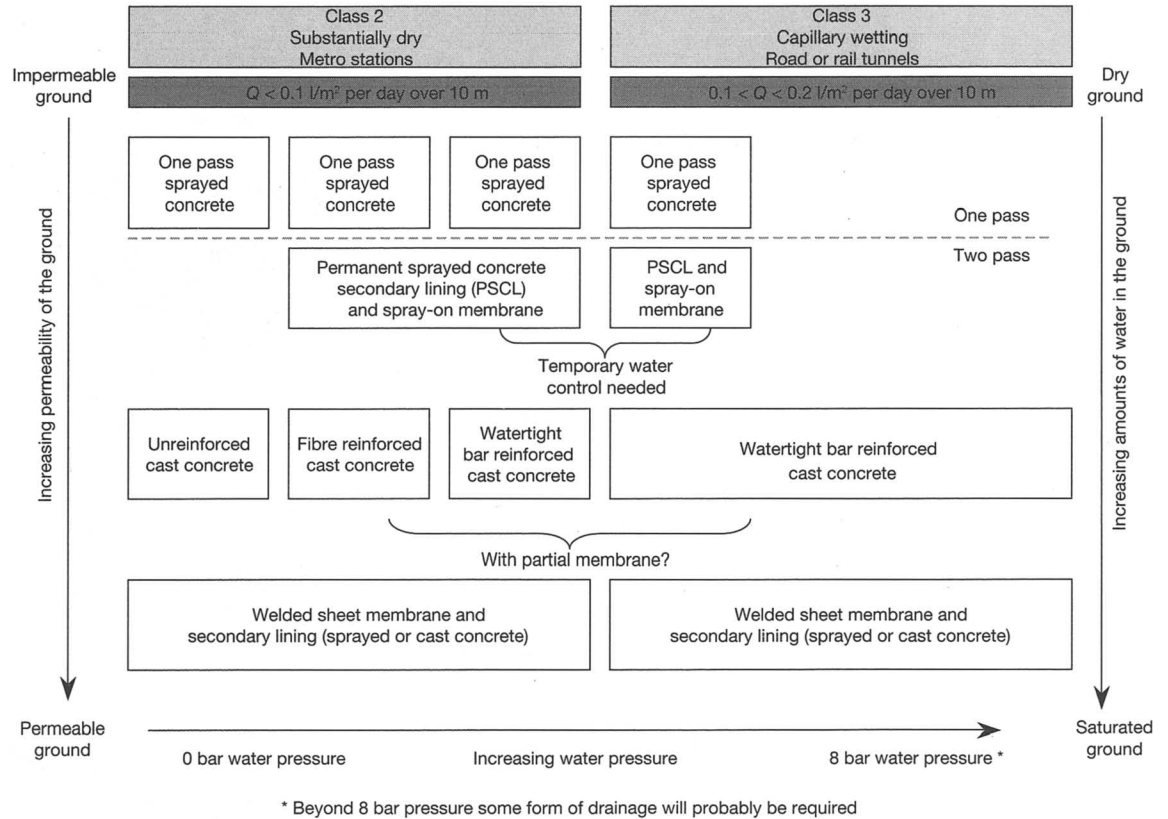 Class 2
Substantially dry
Metro stations
Class 3
Capillary wetting
Road or rail tunnels
Impermeable
ground
Q < 0.1 l/m² per day over 10 m
0.1 < Q < 0.2 l/m² per day over 10 m
Dry
ground
One pass
sprayed
concrete
One pass
sprayed
concrete
One pass
sprayed
concrete
One pass
sprayed
concrete
One pass
Two pass
Permanent sprayed concrete
secondary lining (PSCL)
and spray-on membrane
PSCL and
spray-on
membrane
Temporary water
control needed
Increasing permeability of the ground
Increasing amounts of water in the ground
Unreinforced
cast concrete
Fibre reinforced
cast concrete
Watertight
bar reinforced
cast concrete
Watertight bar reinforced
cast concrete
With partial membrane?
Welded sheet membrane and
secondary lining (sprayed or cast concrete)
Welded sheet membrane and
secondary lining (sprayed or cast concrete)
Permeable
ground
Saturated
ground
0 bar water pressure
Increasing water pressure
8 bar water pressure *
* Beyond 8 bar pressure some form of drainage will probably be required